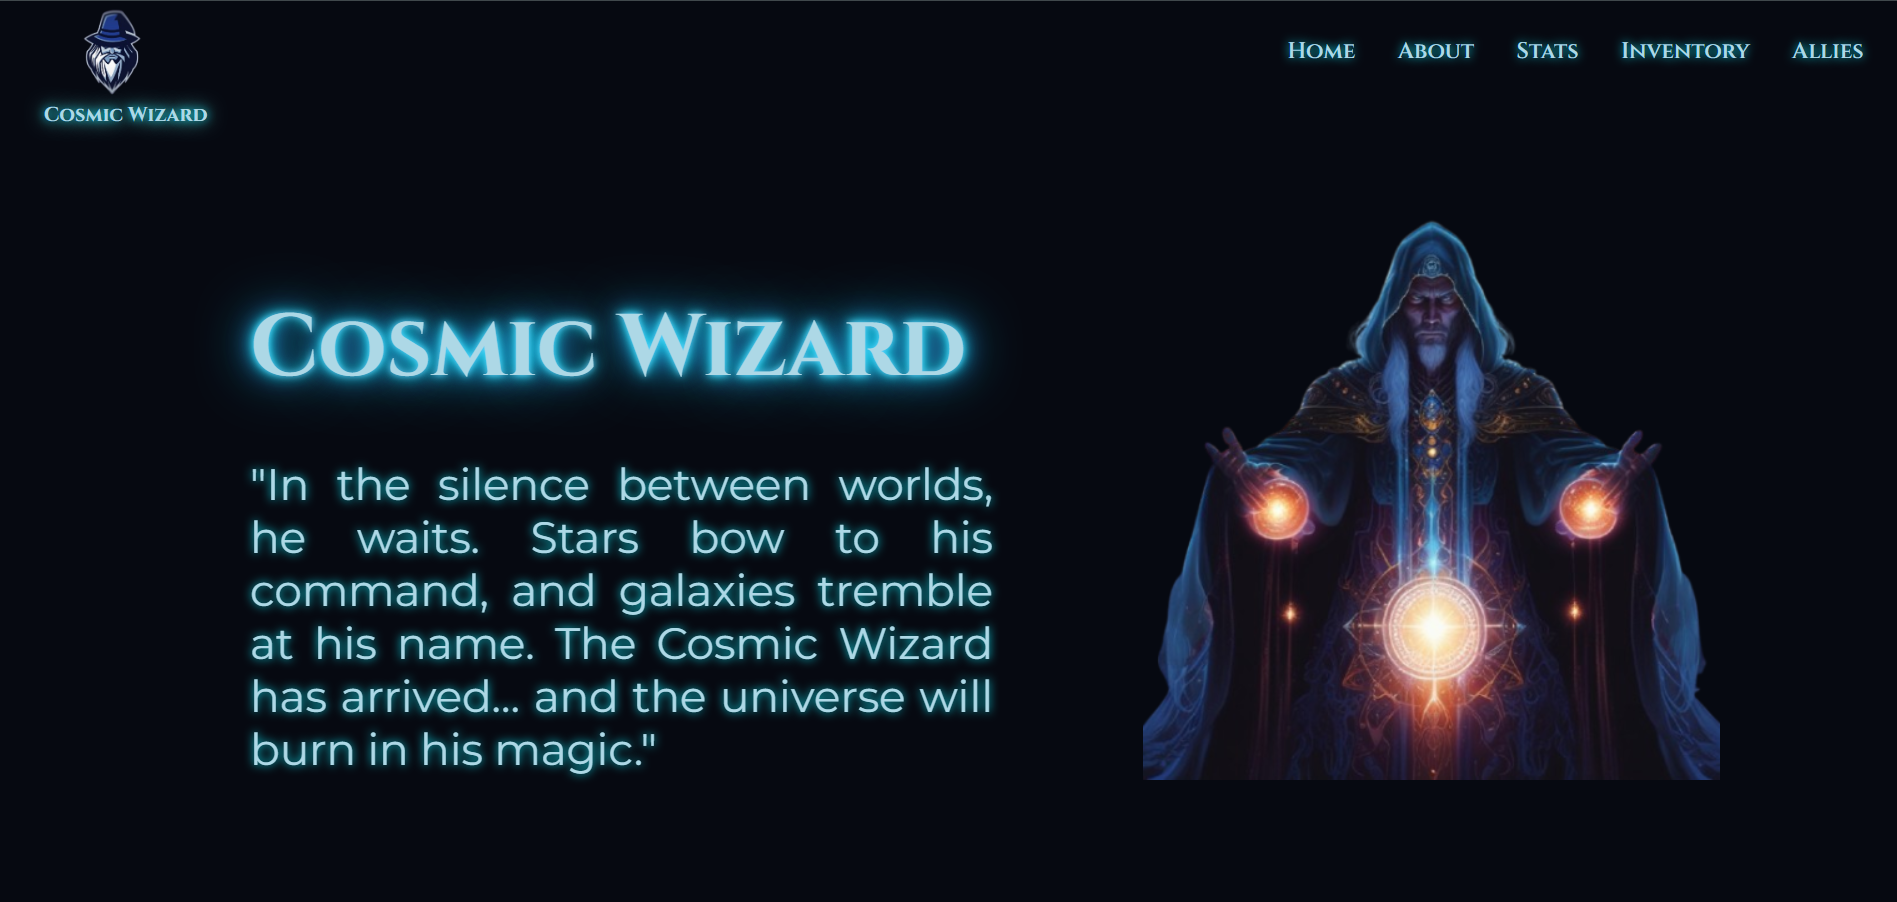 Cosmic Wizard
Home About Stats Inventory Allies
Cosmic Wizard
"In the silence between worlds,
he waits. Stars bow to his
command, and galaxies tremble
at his name. The Cosmic Wizard
has arrived... and the universe will
burn in his magic."